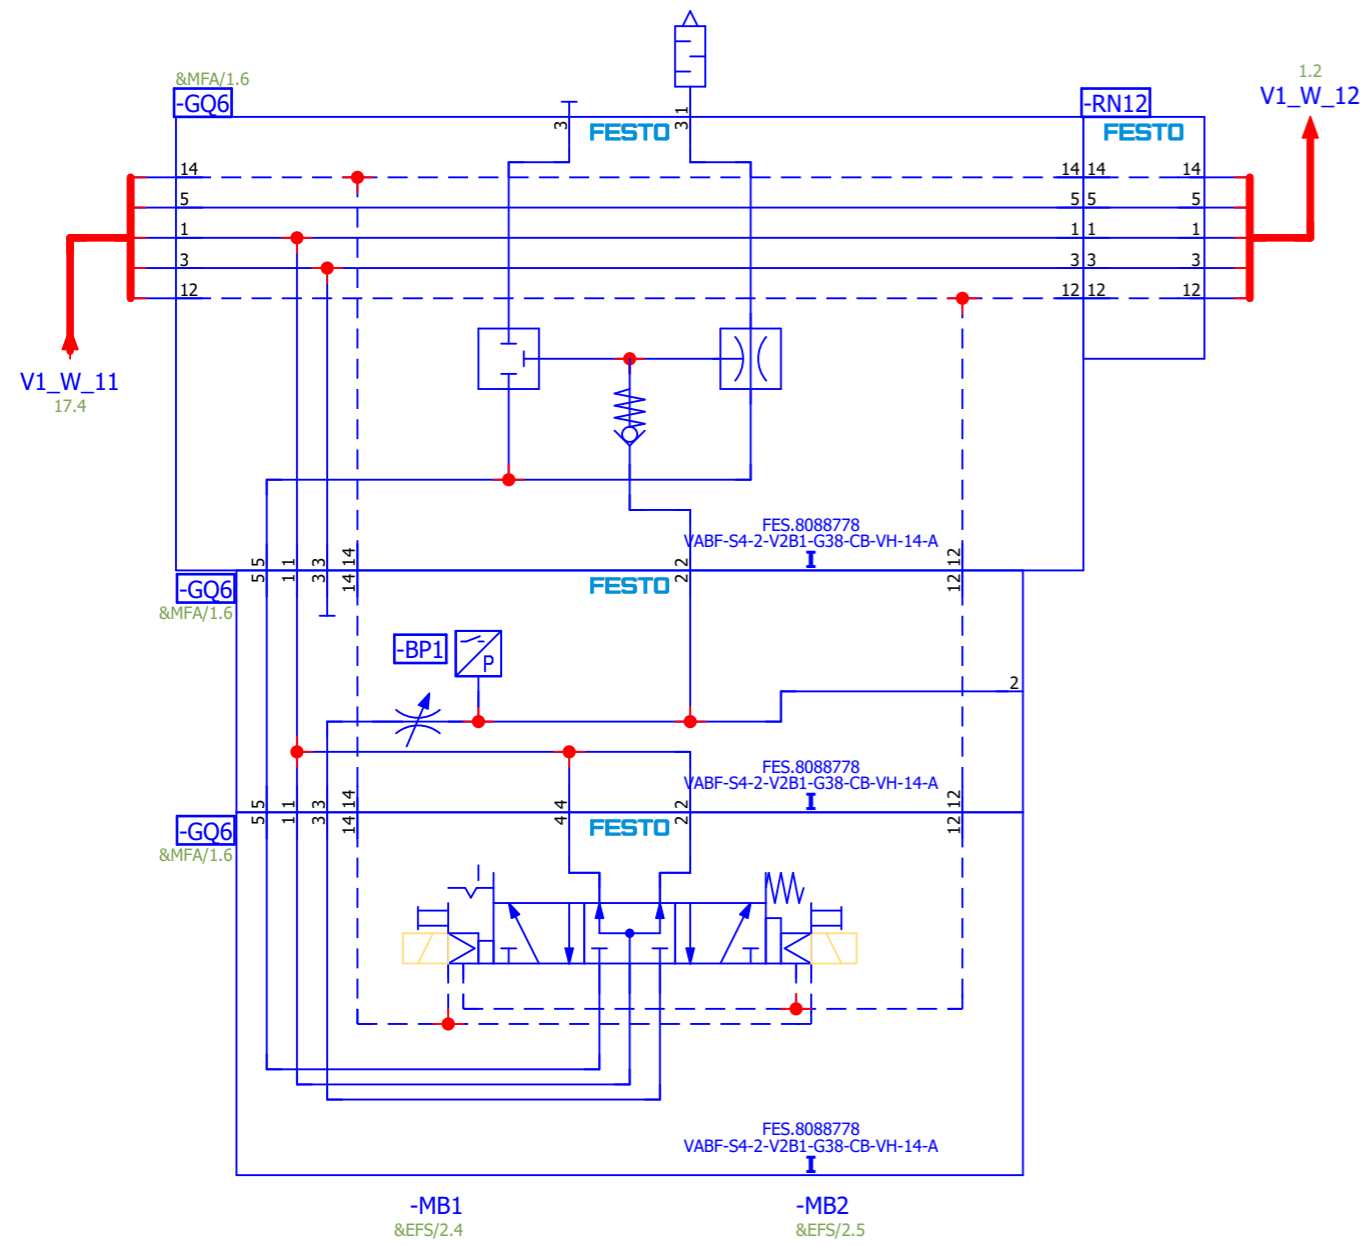 &MFA/1.6
-GQ6
3
FESTO
3 1
-RN12
FESTO
1.2
V1_W_12
14
14 14
14
5
5 5
5
1
1 1
1
3
3 3
3
12
12 12
12
V1_W_11
17.4
FES.8088778
VABF-S4-2-V2B1-G38-CB-VH-14-A
I
5 5
1 1
3 3
14 14
2 2
12 12
-GQ6
&MFA/1.6
FESTO
-BP1
P
2
FES.8088778
VABF-S4-2-V2B1-G38-CB-VH-14-A
I
5 5
1 1
3 3
14 14
4 4
2 2
12 12
-GQ6
&MFA/1.6
FESTO
FES.8088778
VABF-S4-2-V2B1-G38-CB-VH-14-A
I
-MB1
&EFS/2.4
-MB2
&EFS/2.5